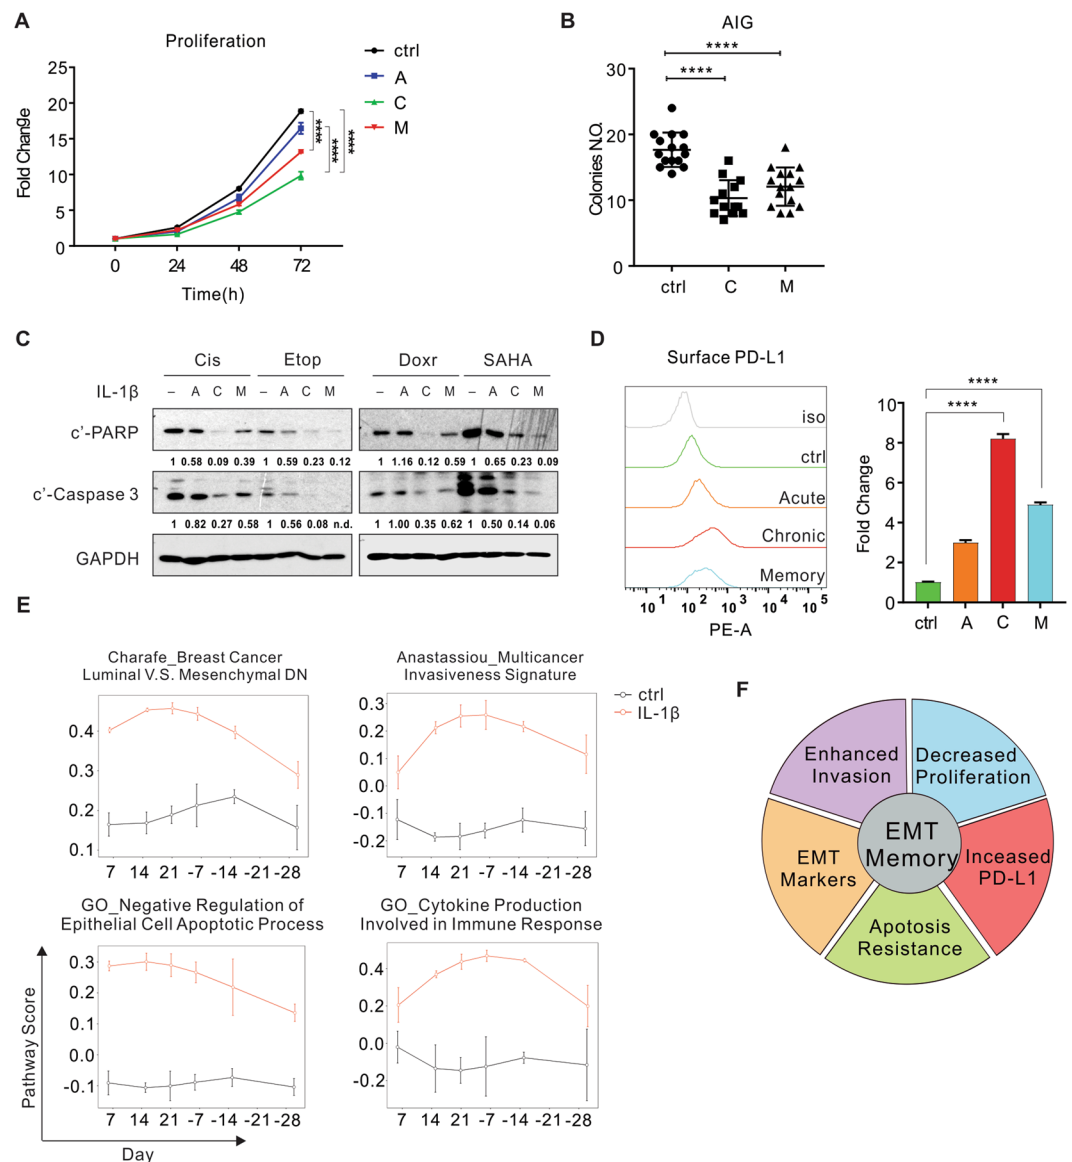 A
Proliferation
ctrl
A
C
M
25
20
15
10
5
0
Fold Change
0 24 48 72
Time(h)
****
****
****
B
AIG
****
****
30
20
10
0
Colonies N.O.
ctrl C M
C
Cis Etop Doxr SAHA
IL-1β – A C M – A C M – A C M – A C M
c'-PARP
1 0.58 0.09 0.39 1 0.59 0.23 0.12 1 1.16 0.12 0.59 1 0.65 0.23 0.09
c'-Caspase 3
1 0.82 0.27 0.58 1 0.56 0.08 n.d. 1 1.00 0.35 0.62 1 0.50 0.14 0.06
GAPDH
D
Surface PD-L1
iso
ctrl
Acute
Chronic
Memory
10 1 10 2 10 3 10 4 10 5
PE-A
****
****
10
8
6
4
2
0
Fold Change
ctrl A C M
E
Charafe_Breast Cancer
Luminal V.S. Mesenchymal DN
0.4
0.3
0.2
0.1
7 14 21 -7 -14 -21 -28
Anastassiou_Multicancer
Invasiveness Signature
0.3
0.2
0.1
0.0
-0.1
-0.2
7 14 21 -7 -14 -21 -28
ctrl
IL-1β
GO_Negative Regulation of
Epithelial Cell Apoptotic Process
0.3
0.2
0.1
0.0
-0.1
7 14 21 -7 -14 -21 -28
GO_Cytokine Production
Involved in Immune Response
0.4
0.2
0.0
-0.2
7 14 21 -7 -14 -21 -28
Pathway Score
Day
F
Enhanced
Invasion
Decreased
Proliferation
EMT
Memory
EMT
Markers
Inceased
PD-L1
Apotosis
Resistance